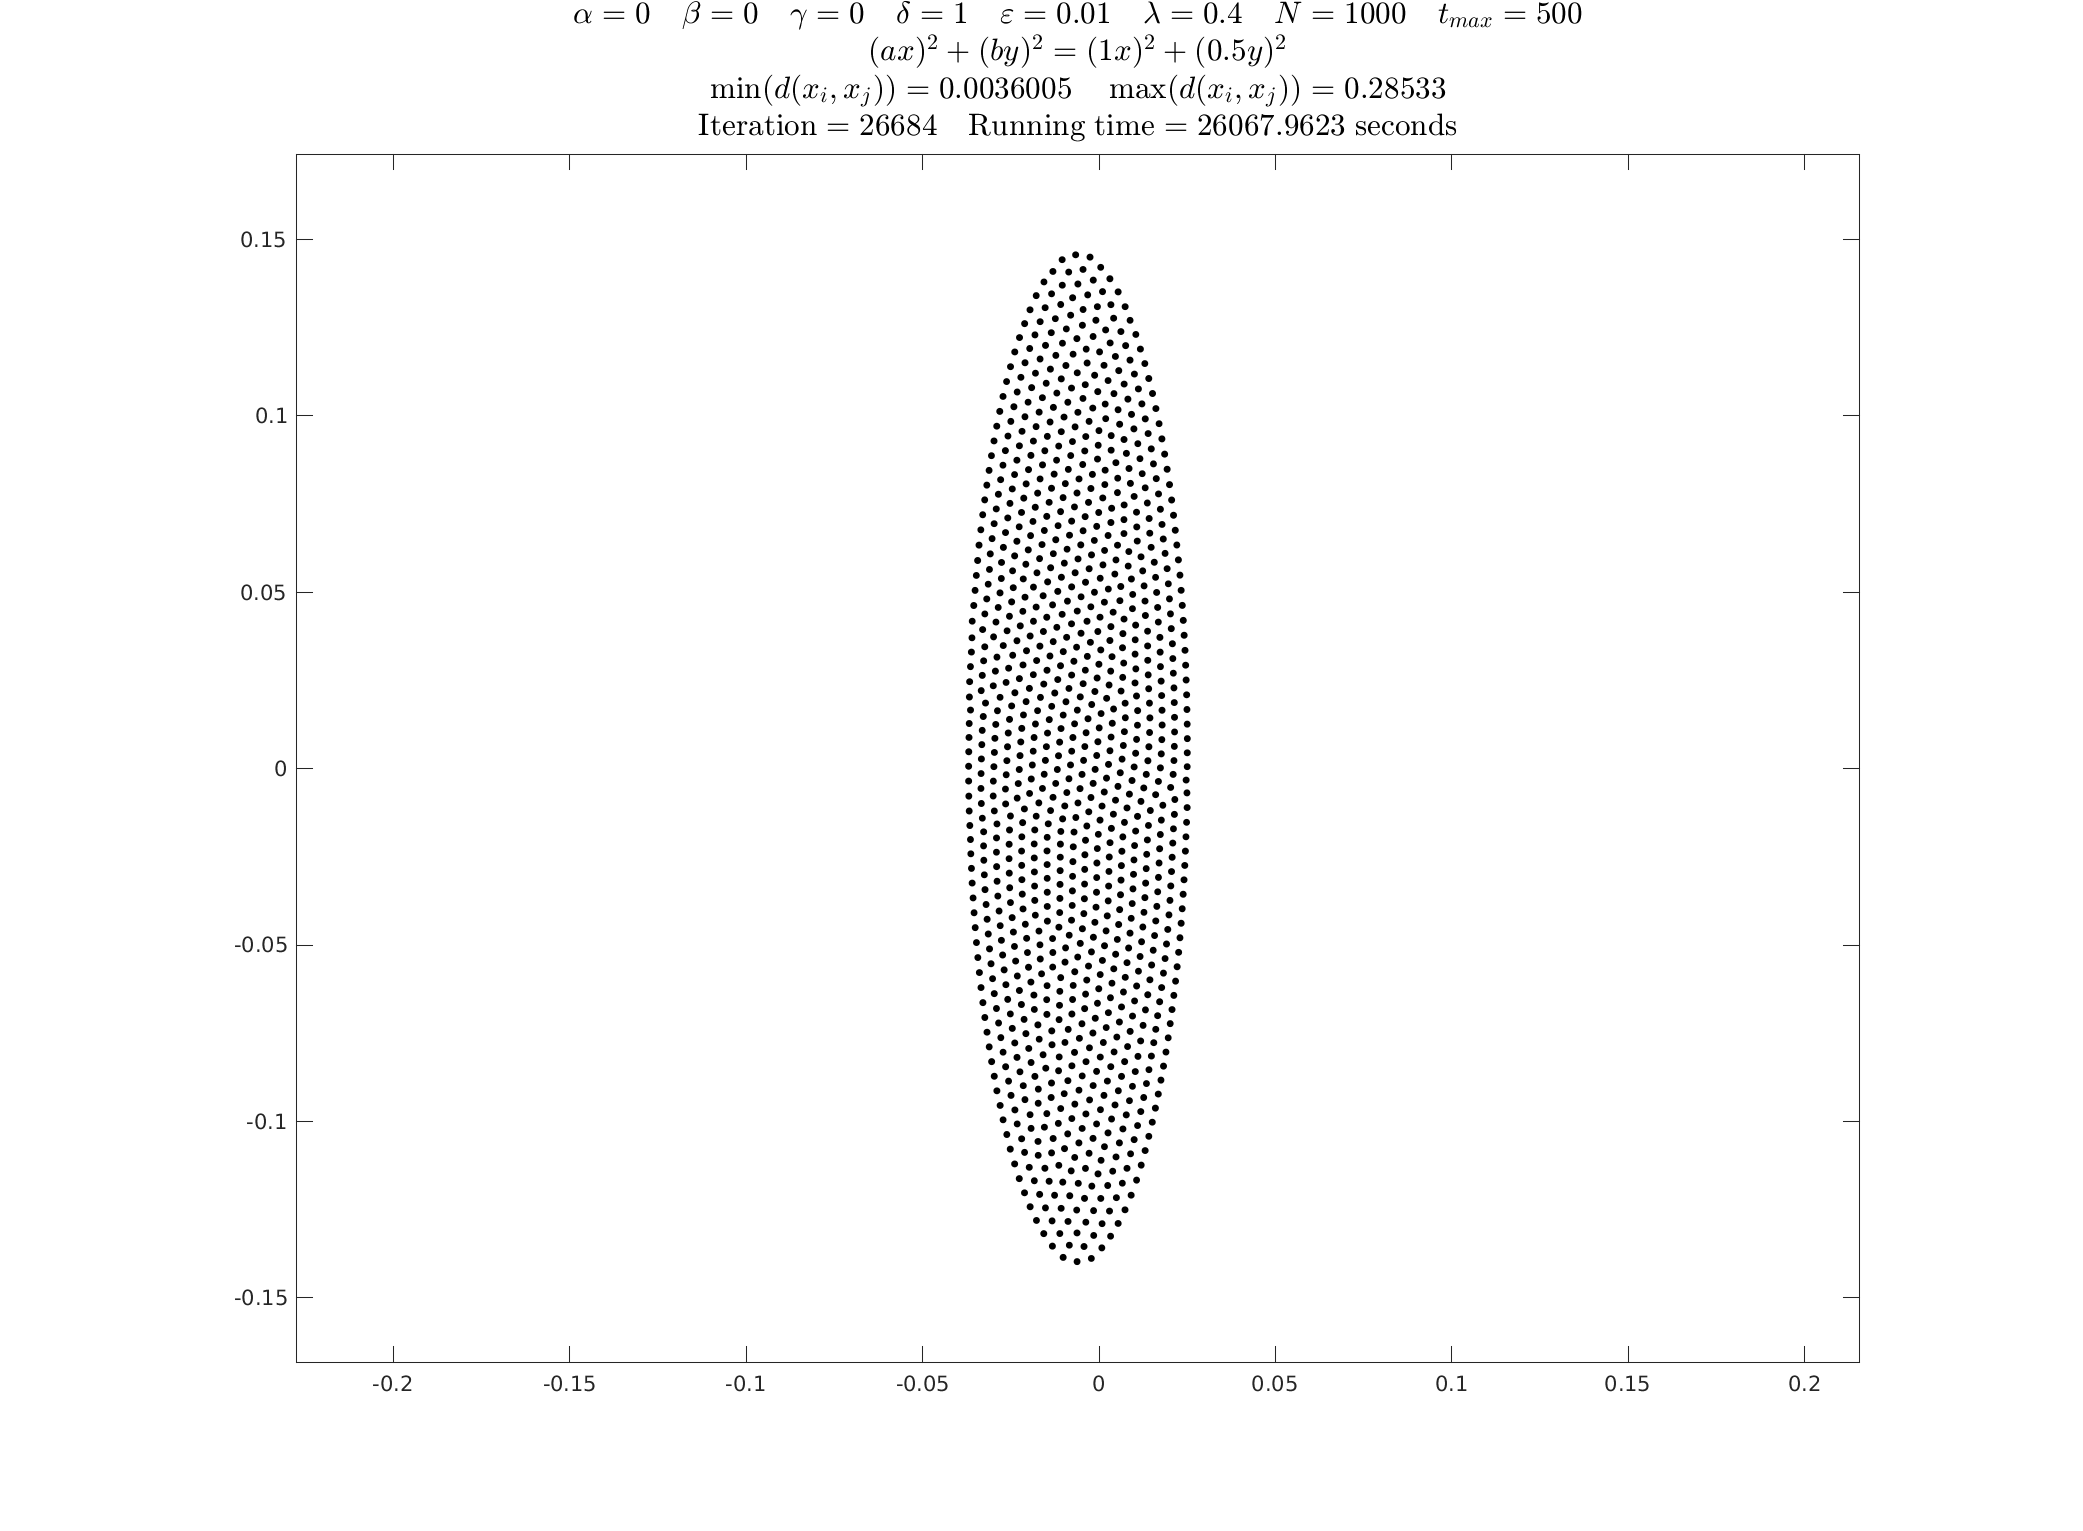 α = 0 β = 0 γ = 0 δ = 1 ε = 0.01 λ = 0.4 N = 1000 t_max = 500
(ax)² + (by)² = (1x)² + (0.5y)²
min(d(x_i, x_j)) = 0.0036005 max(d(x_i, x_j)) = 0.28533
Iteration = 26684 Running time = 26067.9623 seconds
0.15
0.1
0.05
0
-0.05
-0.1
-0.15
-0.2 -0.15 -0.1 -0.05 0 0.05 0.1 0.15 0.2